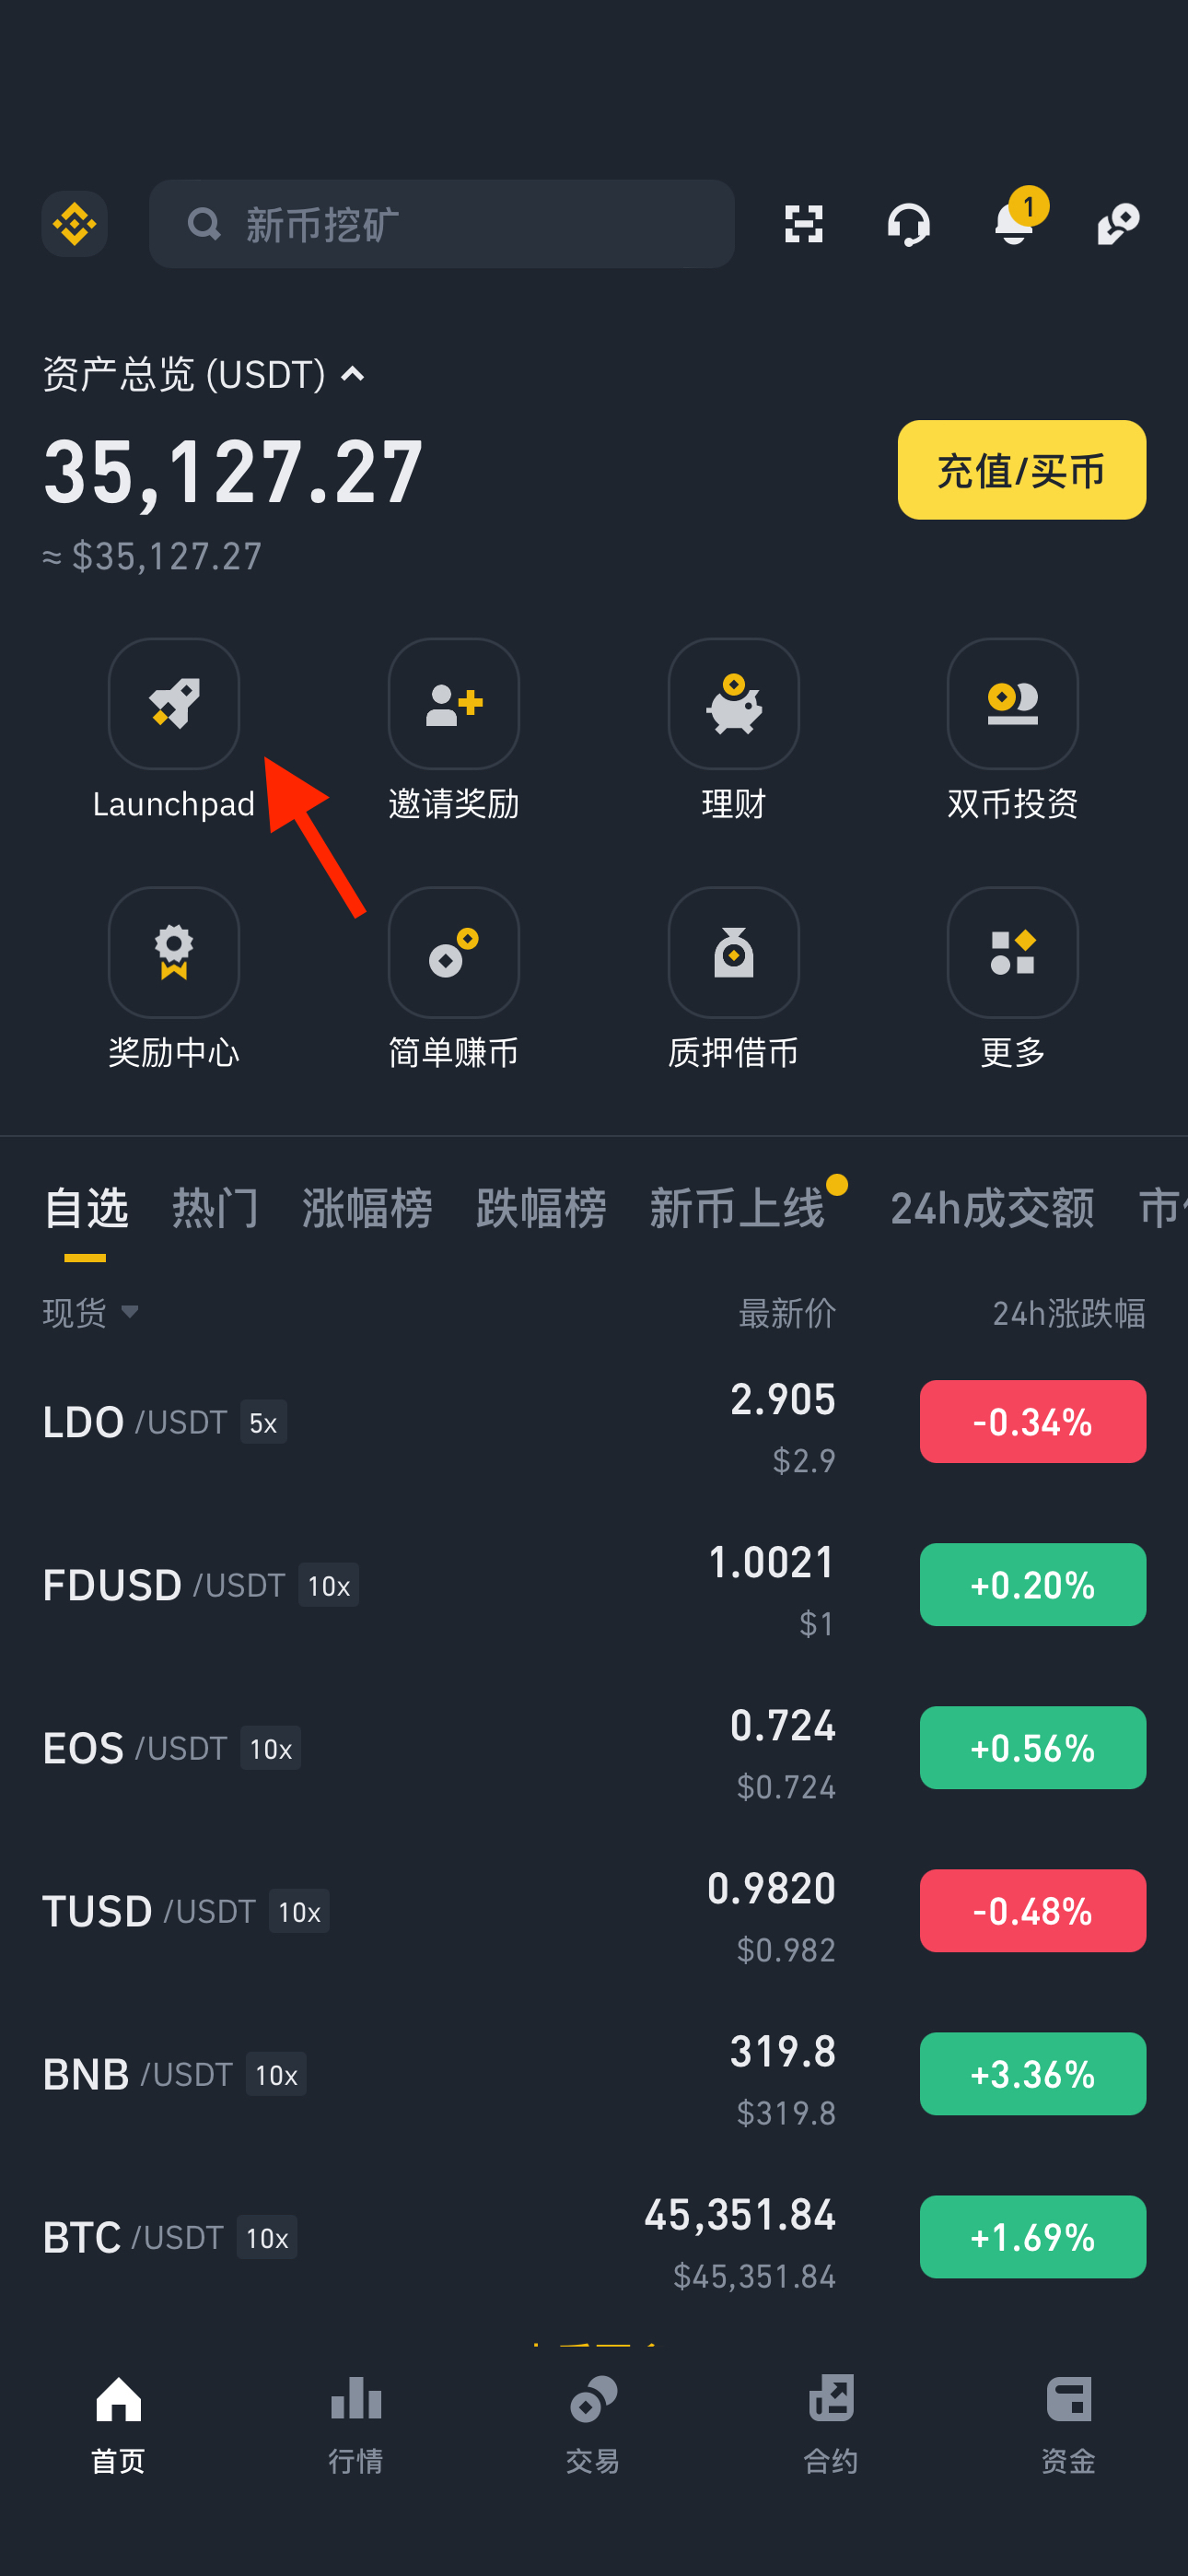 新币挖矿
1
资产总览 (USDT)
35,127.27
充值/买币
≈ $35,127.27
Launchpad 邀请奖励 理财 双币投资
奖励中心 简单赚币 质押借币 更多
自选 热门 涨幅榜 跌幅榜 新币上线 24h成交额
现货 最新价 24h涨跌幅
LDO /USDT 5x 2.905 -0.34%
$2.9
FDUSD /USDT 10x 1.0021 +0.20%
$1
EOS /USDT 10x 0.724 +0.56%
$0.724
TUSD /USDT 10x 0.9820 -0.48%
$0.982
BNB /USDT 10x 319.8 +3.36%
$319.8
BTC /USDT 10x 45,351.84 +1.69%
$45,351.84
首页 行情 交易 合约 资金